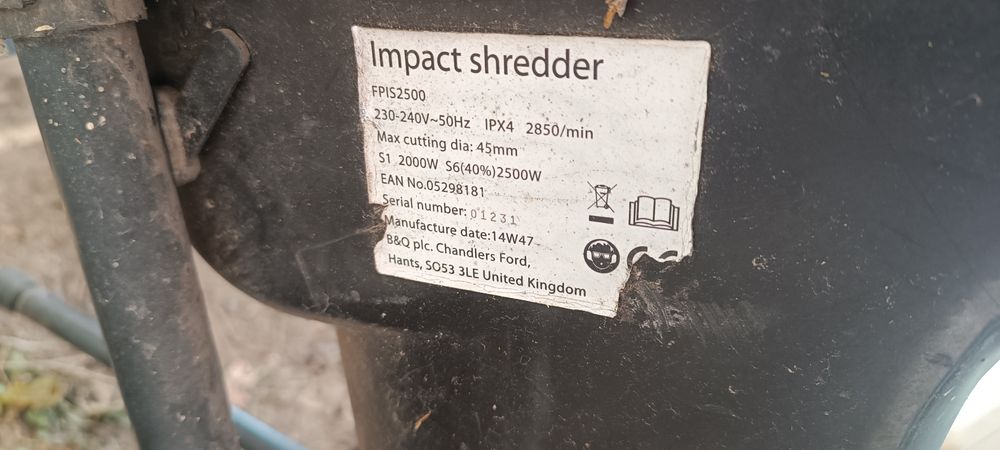 Impact shredder
FPIS2500
230-240V~50Hz IPX4 2850/min
Max cutting dia: 45mm
S1 2000W S6(40%)2500W
EAN No.05298181
Serial number: 01231
Manufacture date:14W47
B&Q plc. Chandlers Ford,
Hants, SO53 3LE United Kingdom